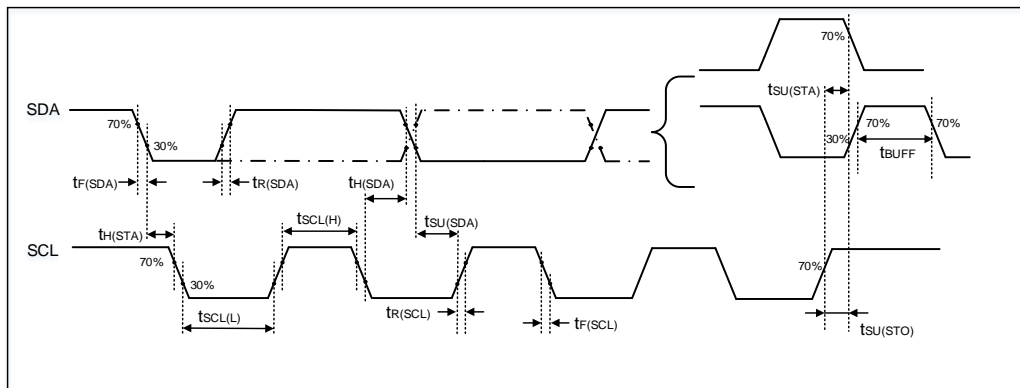 70%
tSU(STA)
SDA
70%
30%
30%
70%
70%
tBUFF
tF(SDA)
tR(SDA)
tH(SDA)
tSCL(H)
tSU(SDA)
tH(STA)
SCL
70%
30%
70%
tSCL(L)
tR(SCL)
tF(SCL)
tSU(STO)